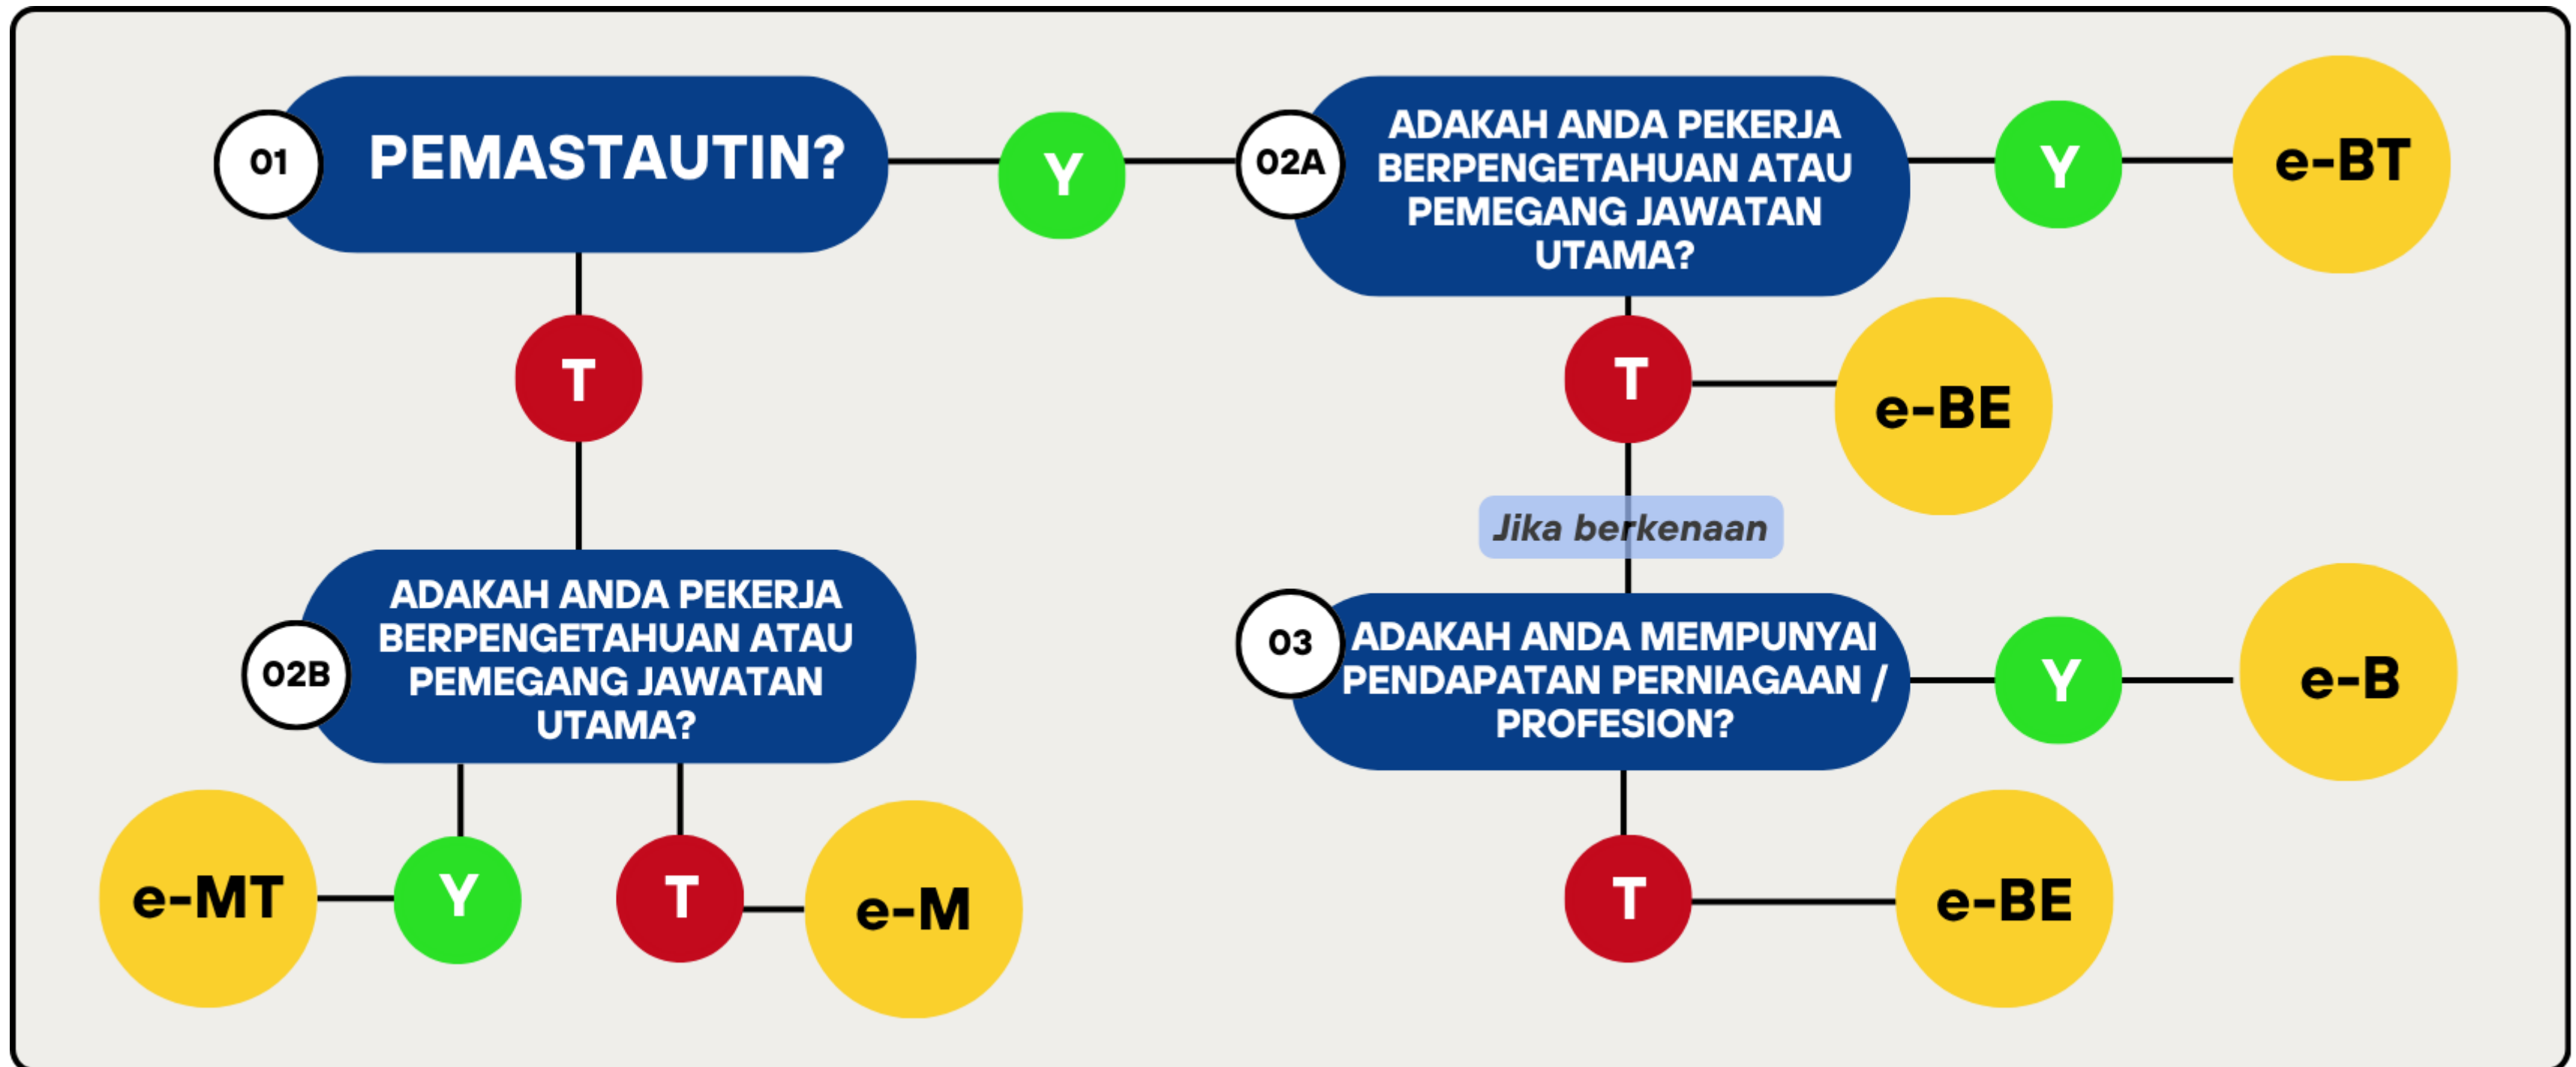 01
PEMASTAUTIN?
Y
02A
ADAKAH ANDA PEKERJA
BERPENGETAHUAN ATAU
PEMEGANG JAWATAN
UTAMA?
Y
e-BT
T
T
e-BE
Jika berkenaan
02B
ADAKAH ANDA PEKERJA
BERPENGETAHUAN ATAU
PEMEGANG JAWATAN
UTAMA?
03
ADAKAH ANDA MEMPUNYAI
PENDAPATAN PERNIAGAAN /
PROFESION?
Y
e-B
e-MT
Y
T
e-M
T
e-BE